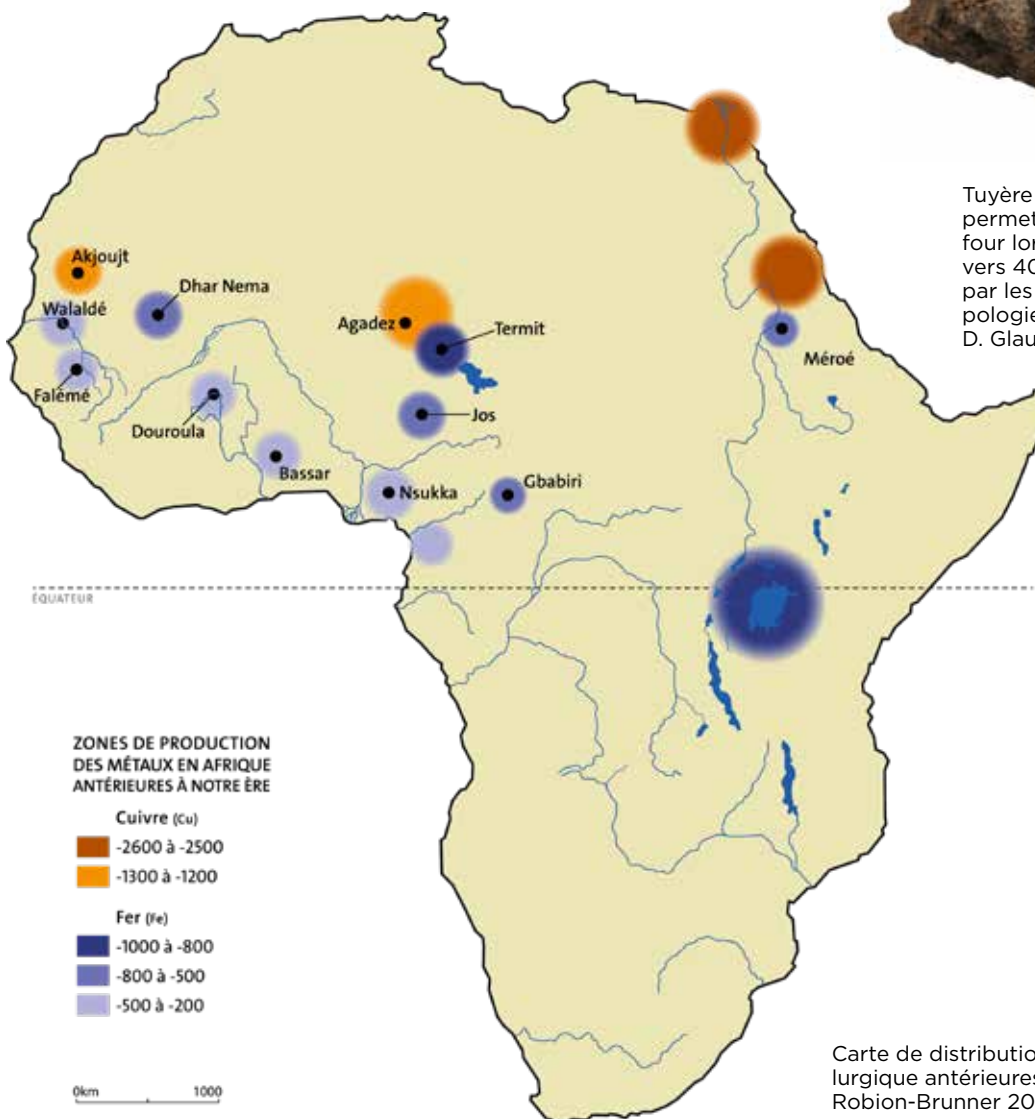 Tuyère
permet
four lor
vers 40
par les
pologie
D. Glau
Akjoujt
Walaldé
Dhar Nema
Agadez
Termit
Méroé
Falémé
Douroula
Jos
Bassar
Nsukka
Gbabiri
ÉQUATEUR
ZONES DE PRODUCTION
DES MÉTAUX EN AFRIQUE
ANTÉRIEURES À NOTRE ÈRE
Cuivre (Cu)
-2600 à -2500
-1300 à -1200
Fer (Fe)
-1000 à -800
-800 à -500
-500 à -200
0km 1000
Carte de distributio
lurgique antérieures
Robion-Brunner 20